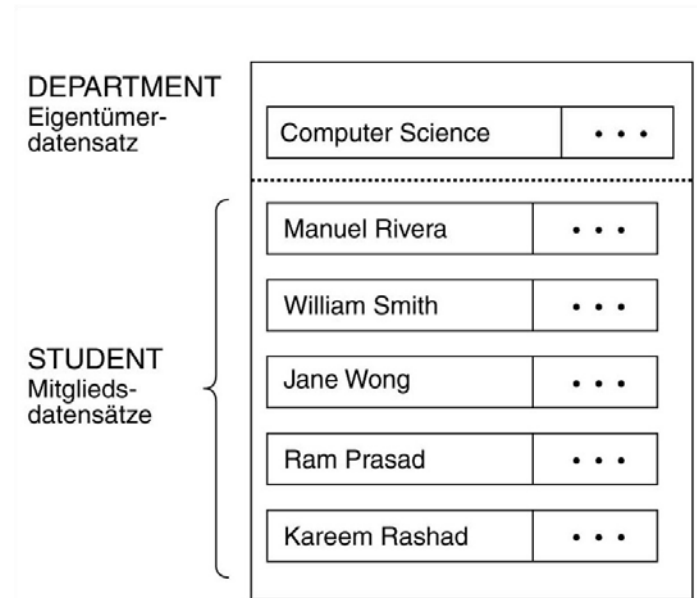 DEPARTMENT
Eigentümer-
datensatz
Computer Science • • •
Manuel Rivera • • •
William Smith • • •
STUDENT
Mitglieds-
datensätze
Jane Wong • • •
Ram Prasad • • •
Kareem Rashad • • •